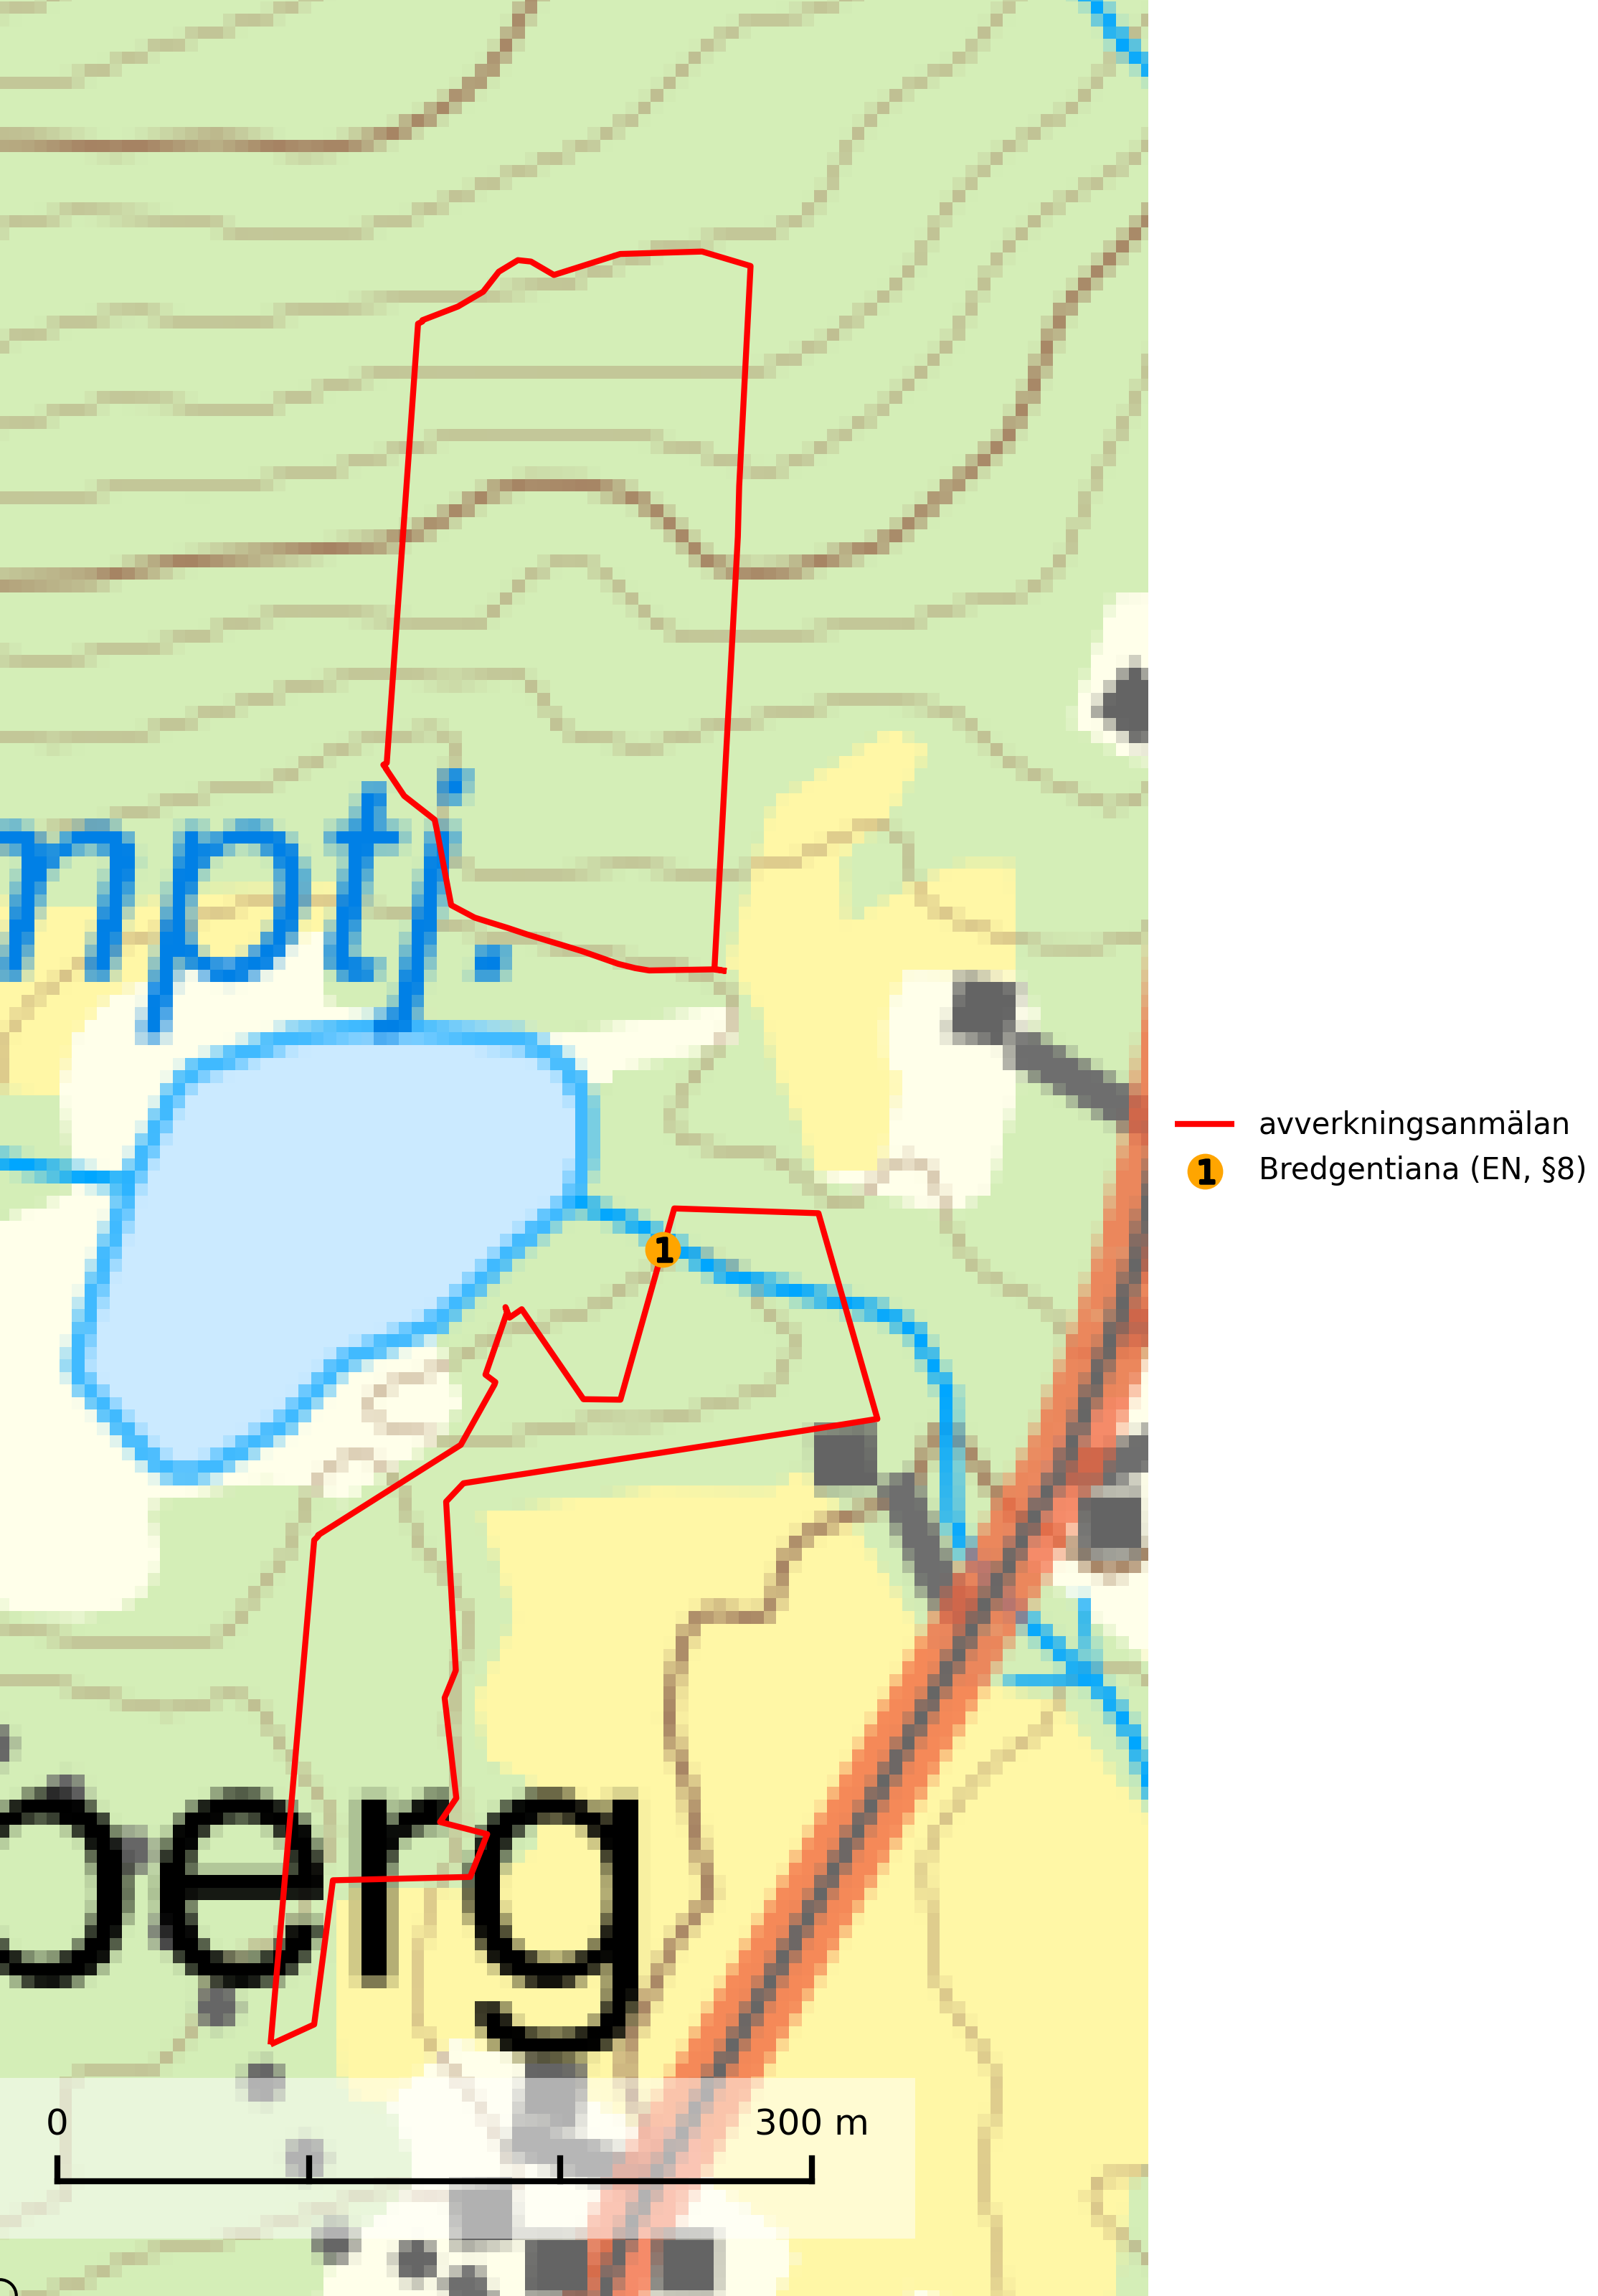 mptj.
avverkningsanmälan
1 Bredgentiana (EN, §8)
1
berg
0 300 m